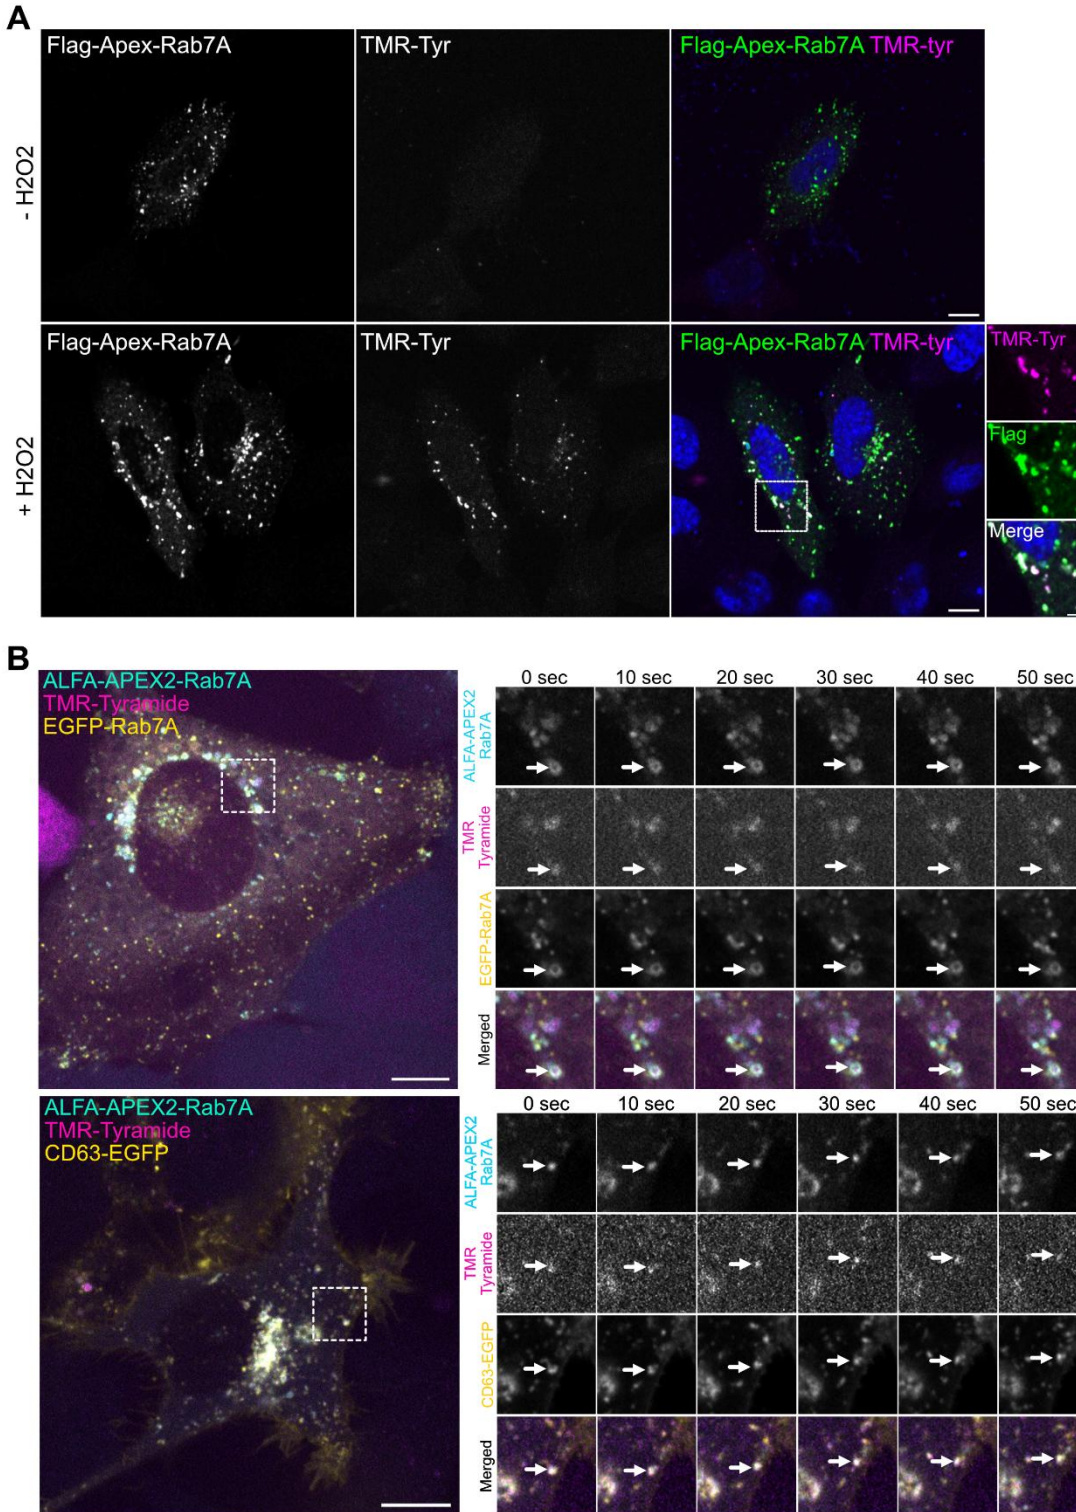 A
Flag-Apex-Rab7A
TMR-Tyr
Flag-Apex-Rab7A TMR-tyr
- H2O2
Flag-Apex-Rab7A
TMR-Tyr
Flag-Apex-Rab7A TMR-tyr
TMR-Tyr
+ H2O2
Flag
Merge
B
ALFA-APEX2-Rab7A
TMR-Tyramide
EGFP-Rab7A
0 sec 10 sec 20 sec 30 sec 40 sec 50 sec
ALFA-APEX2
Rab7A
TMR
Tyramide
EGFP-Rab7A
Merged
ALFA-APEX2-Rab7A
TMR-Tyramide
CD63-EGFP
0 sec 10 sec 20 sec 30 sec 40 sec 50 sec
ALFA-APEX2
Rab7A
TMR
Tyramide
CD63-EGFP
Merged